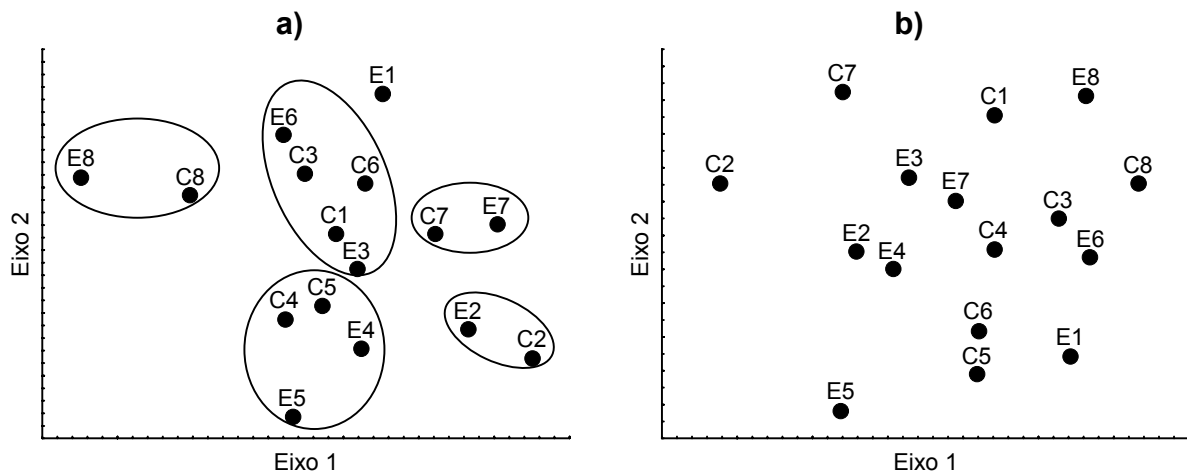 a)
E1
E6
C3
C6
E8
C8
C1
C7
E7
E3
C5
C4
E4
E2
C2
E5
Eixo 2
Eixo 1
b)
C7
E8
C1
C2
E3
C8
E7
C3
C4
E2
E4
E6
C6
C5
E1
E5
Eixo 2
Eixo 1